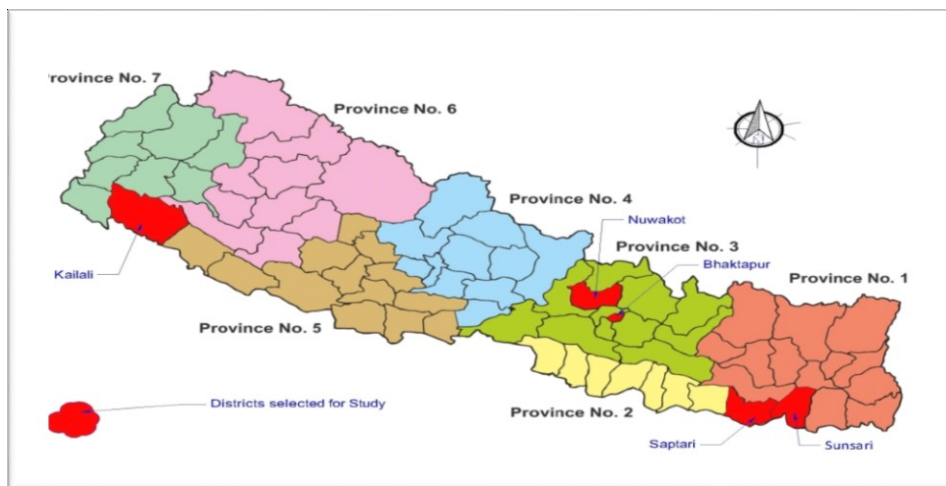 rovince No. 7
Province No. 6
N
Province No. 4
Nuwakot
Province No. 3
Bhaktapur
Province No. 1
Kailali
Province No. 5
Districts selected for Study
Province No. 2
Saptari
Sunsari